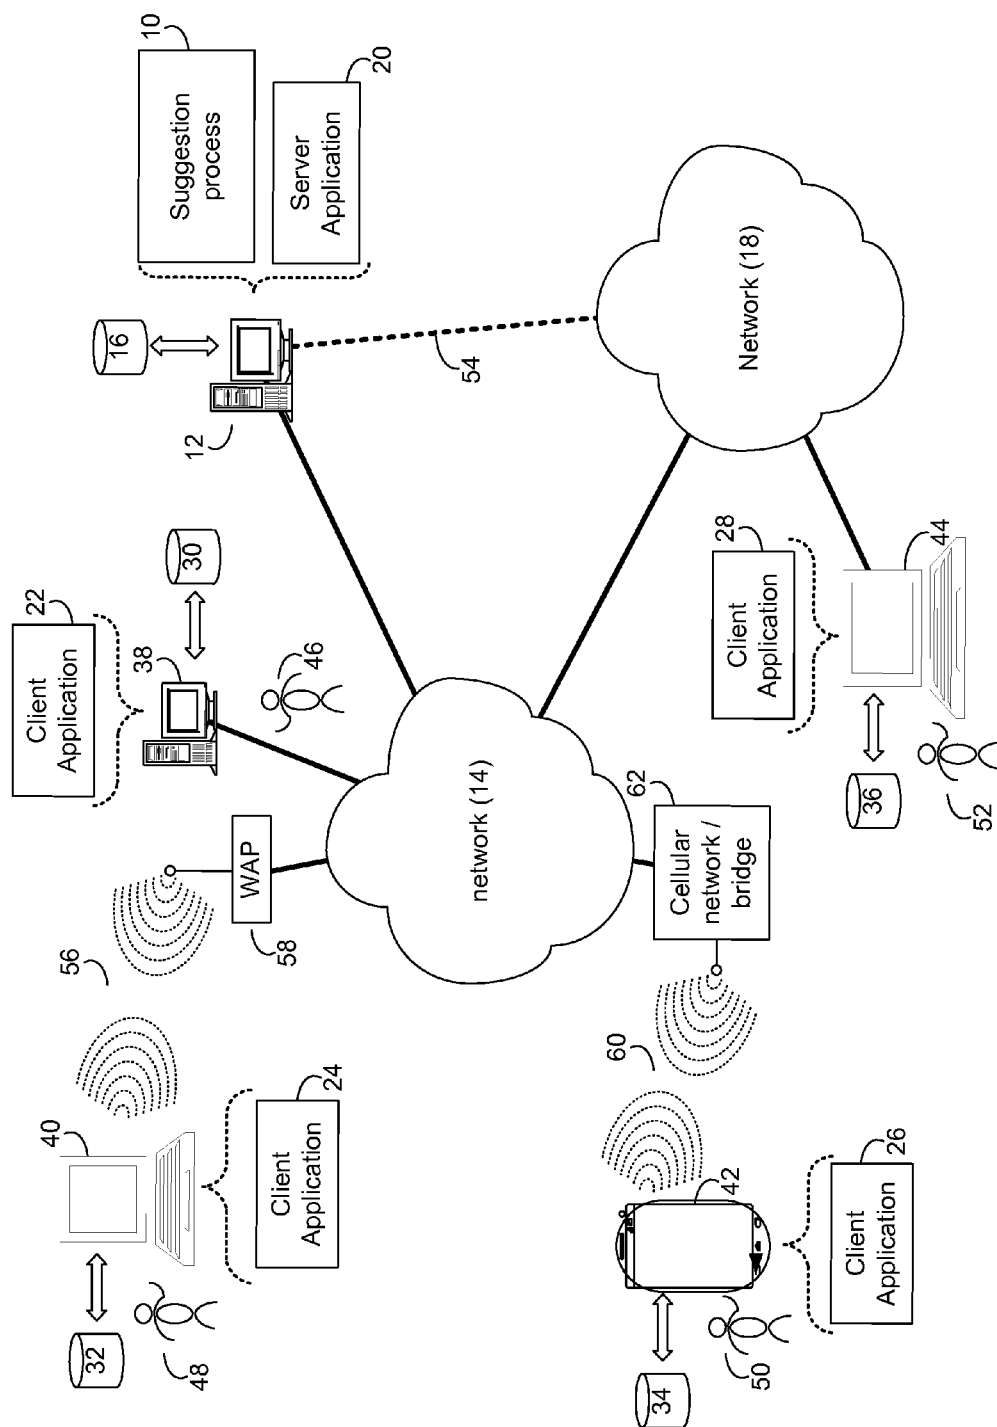 Client
Application
22
40
56
32
16
10
Suggestion
process
38
30
12
48
24
Client
Application
WAP
58
46
20
Server
Application
network (14)
54
60
62
34
42
50
Cellular
network /
bridge
26
Client
Application
28
Client
Application
Network (18)
36
44
52